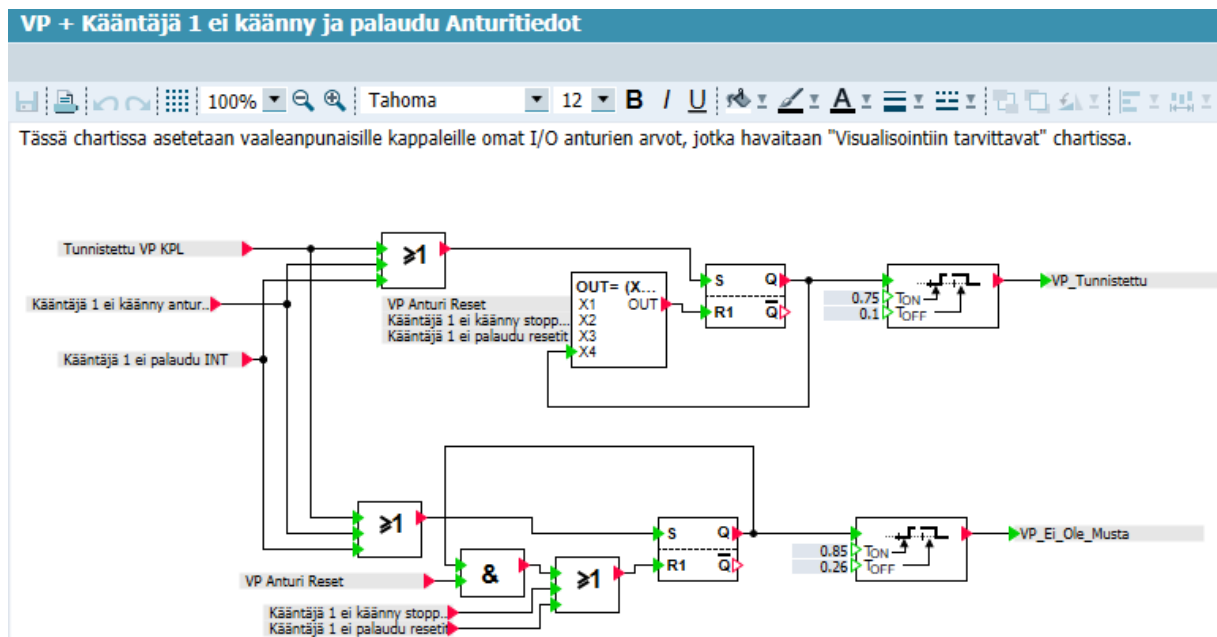 VP + Kääntäjä 1 ei käänny ja palaudu Anturitiedot
100% Tahoma 12 B I U A
Tässä chartissa asetetaan vaaleanpunaisille kappaleille omat I/O anturien arvot, jotka havaitaan "Visualisointiin tarvittavat" chartissa.
Tunnistettu VP KPL
Kääntäjä 1 ei käänny antur..
Kääntäjä 1 ei palaudu INT
≥1
VP Anturi Reset
Kääntäjä 1 ei käänny stopp..
Kääntäjä 1 ei palaudu resetit
OUT= (X...
X1 OUT
X2
X3
X4
S Q
R1 Q
0.75 TON
0.1 TOFF
VP_Tunnistettu
≥1
VP Anturi Reset
&
Kääntäjä 1 ei käänny stopp..
Kääntäjä 1 ei palaudu resetit
≥1
S Q
R1 Q
0.85 TON
0.26 TOFF
VP_Ei_Ole_Musta